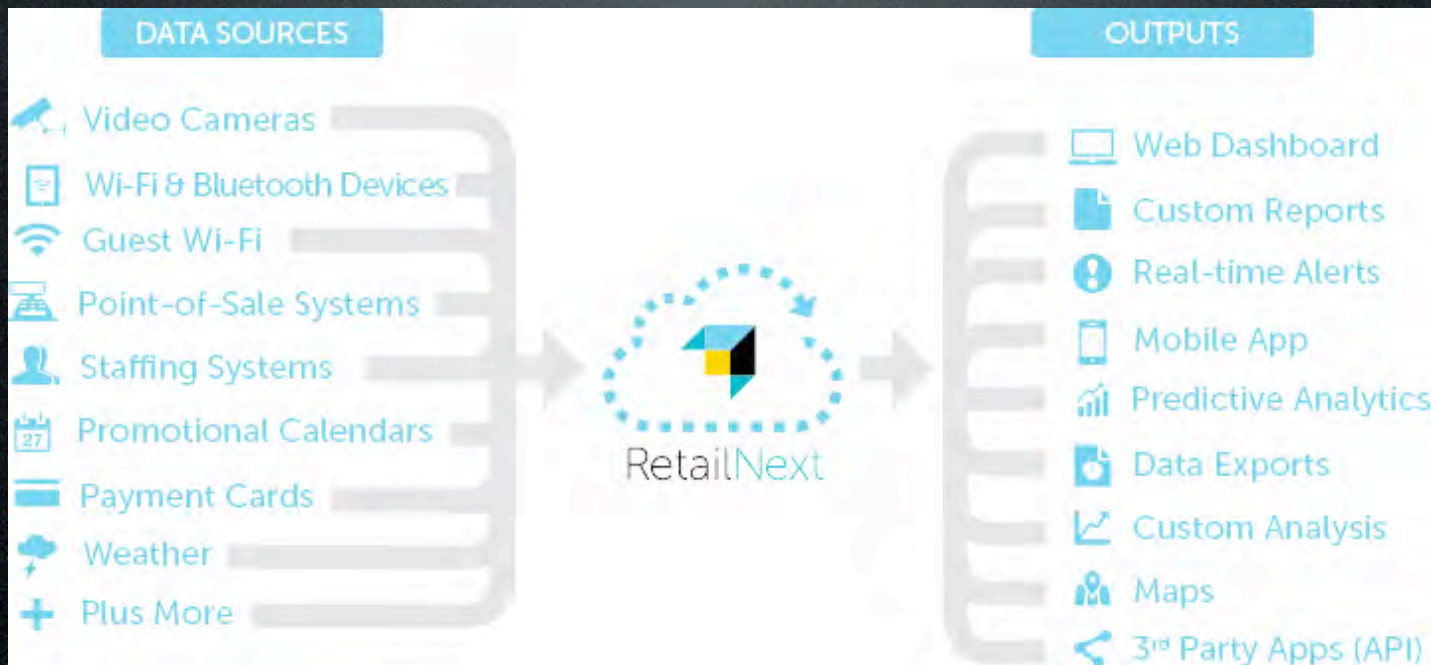 DATA SOURCES
Video Cameras
Wi-Fi & Bluetooth Devices
Guest Wi-Fi
Point-of-Sale Systems
Staffing Systems
27
Promotional Calendars
Payment Cards
Weather
Plus More
RetailNext
OUTPUTS
Web Dashboard
Custom Reports
Real-time Alerts
Mobile App
Predictive Analytics
Data Exports
Custom Analysis
Maps
3rd Party Apps (API)